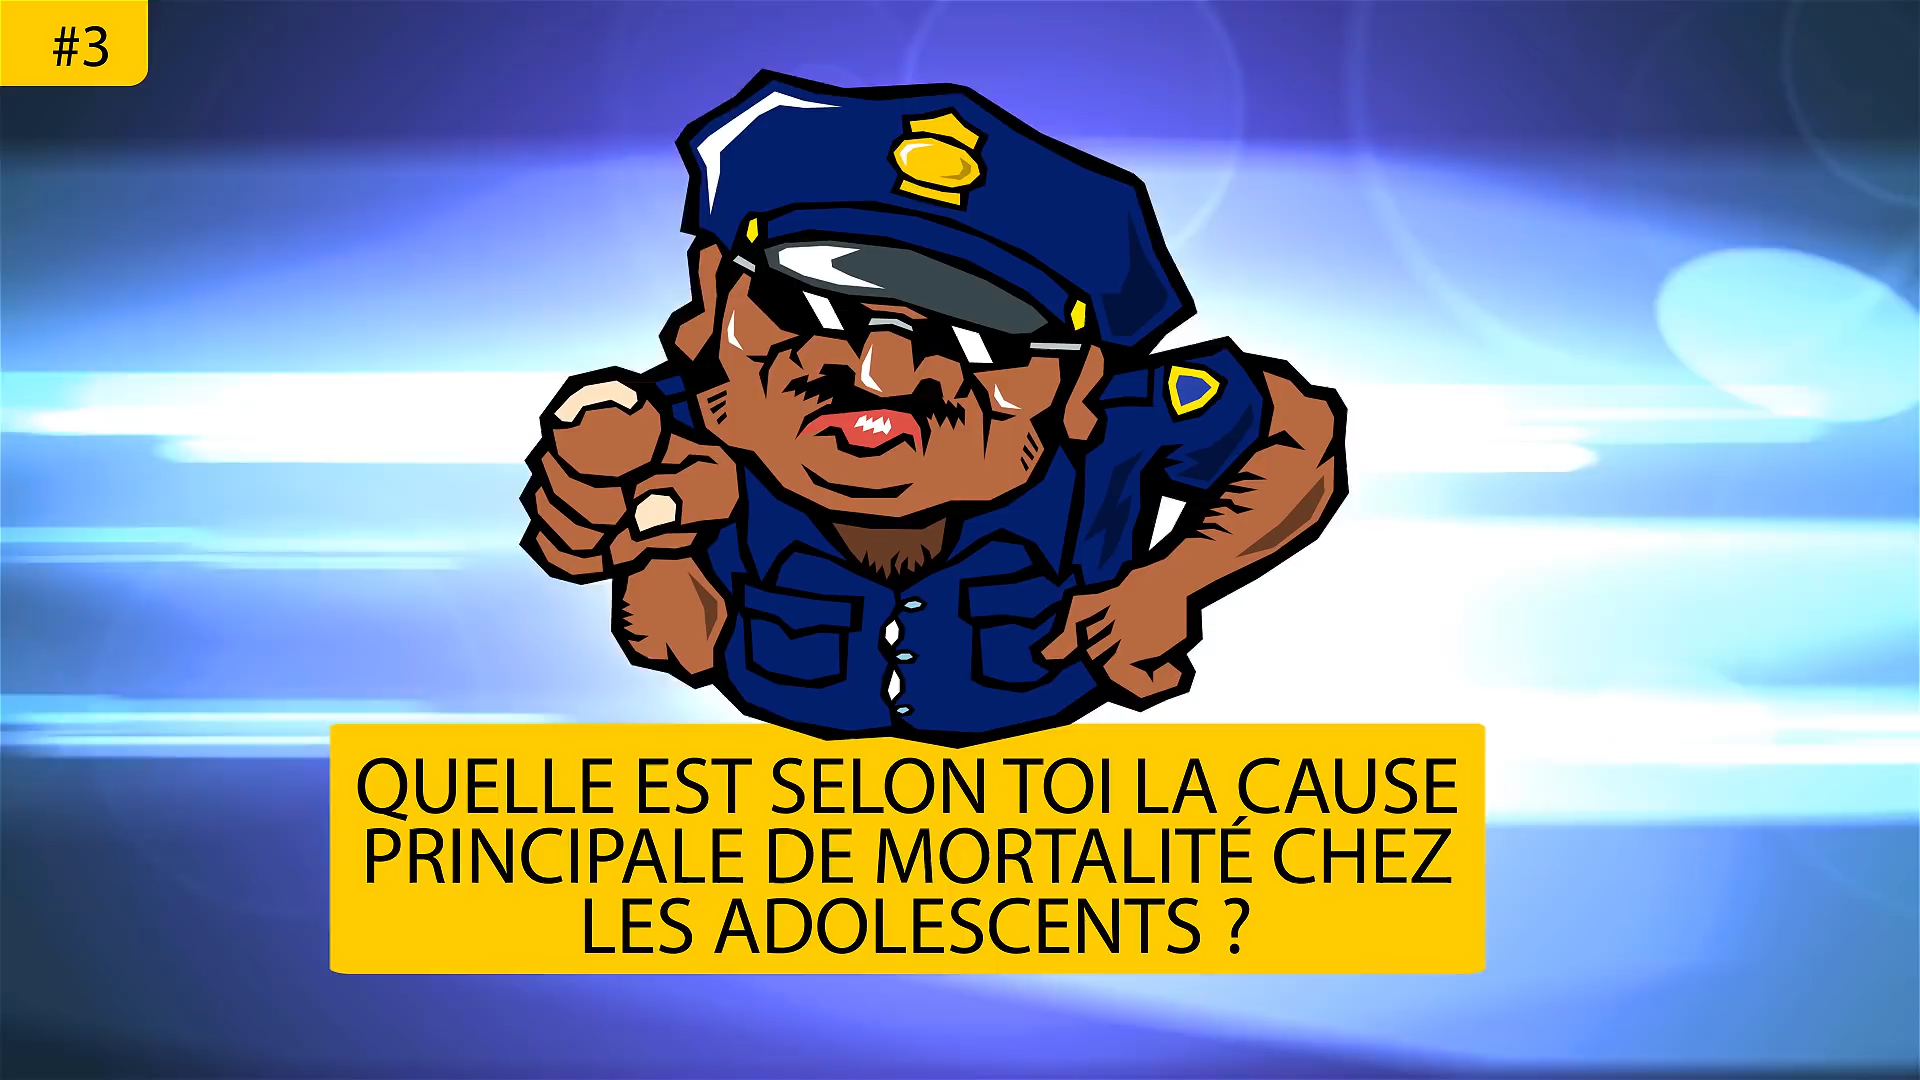 #3
QUELLE EST SELON TOI LA CAUSE
PRINCIPALE DE MORTALITÉ CHEZ
LES ADOLESCENTS ?